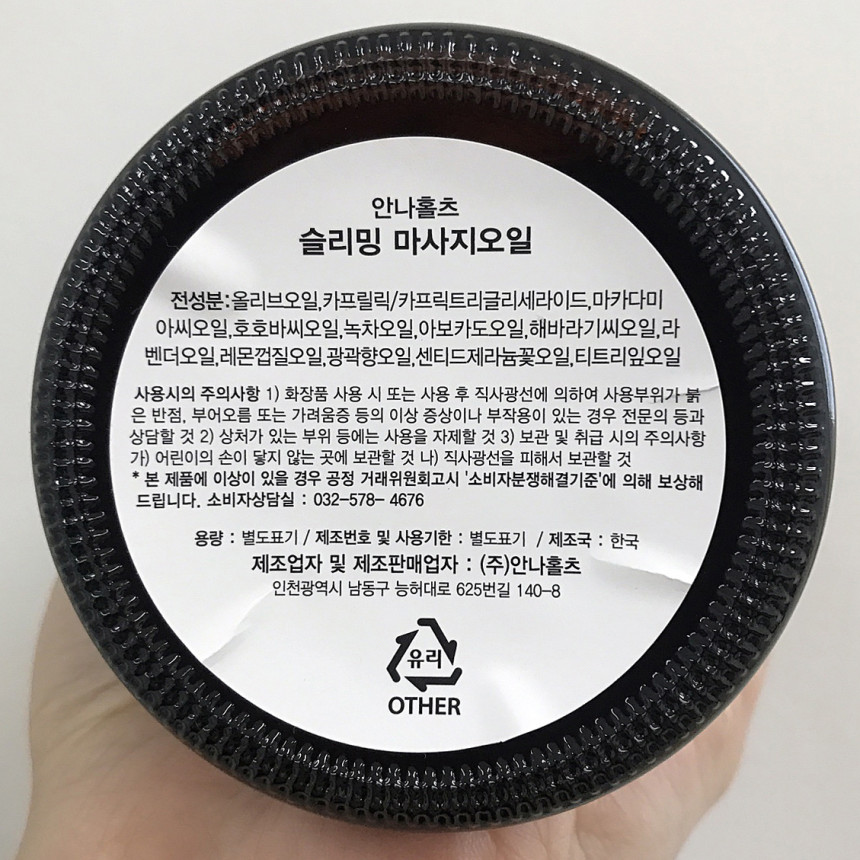 안나홀츠
슬리밍 마사지오일
전성분:올리브오일,카프릴릭/카프릭트리글리세라이드,마카다미
아씨오일,호호바씨오일,녹차오일,아보카도오일,해바라기씨오일,라
벤더오일,레몬껍질오일,광곽향오일,센티드제라늄꽃오일,티트리잎오일
사용시의 주의사항 1) 화장품 사용 시 또는 사용 후 직사광선에 의하여 사용부위가 붉
은 반점, 부어오름 또는 가려움증 등의 이상 증상이나 부작용이 있는 경우 전문의 등과
상담할 것 2) 상처가 있는 부위 등에는 사용을 자제할 것 3) 보관 및 취급 시의 주의사항
가) 어린이의 손이 닿지 않는 곳에 보관할 것 나) 직사광선을 피해서 보관할 것
* 본 제품에 이상이 있을 경우 공정 거래위원회고시 '소비자분쟁해결기준'에 의해 보상해
드립니다. 소비자상담실 : 032-578- 4676
용량 : 별도표기 / 제조번호 및 사용기한 : 별도표기 / 제조국 : 한국
제조업자 및 제조판매업자 : (주)안나홀츠
인천광역시 남동구 능허대로 625번길 140-8
유리
OTHER